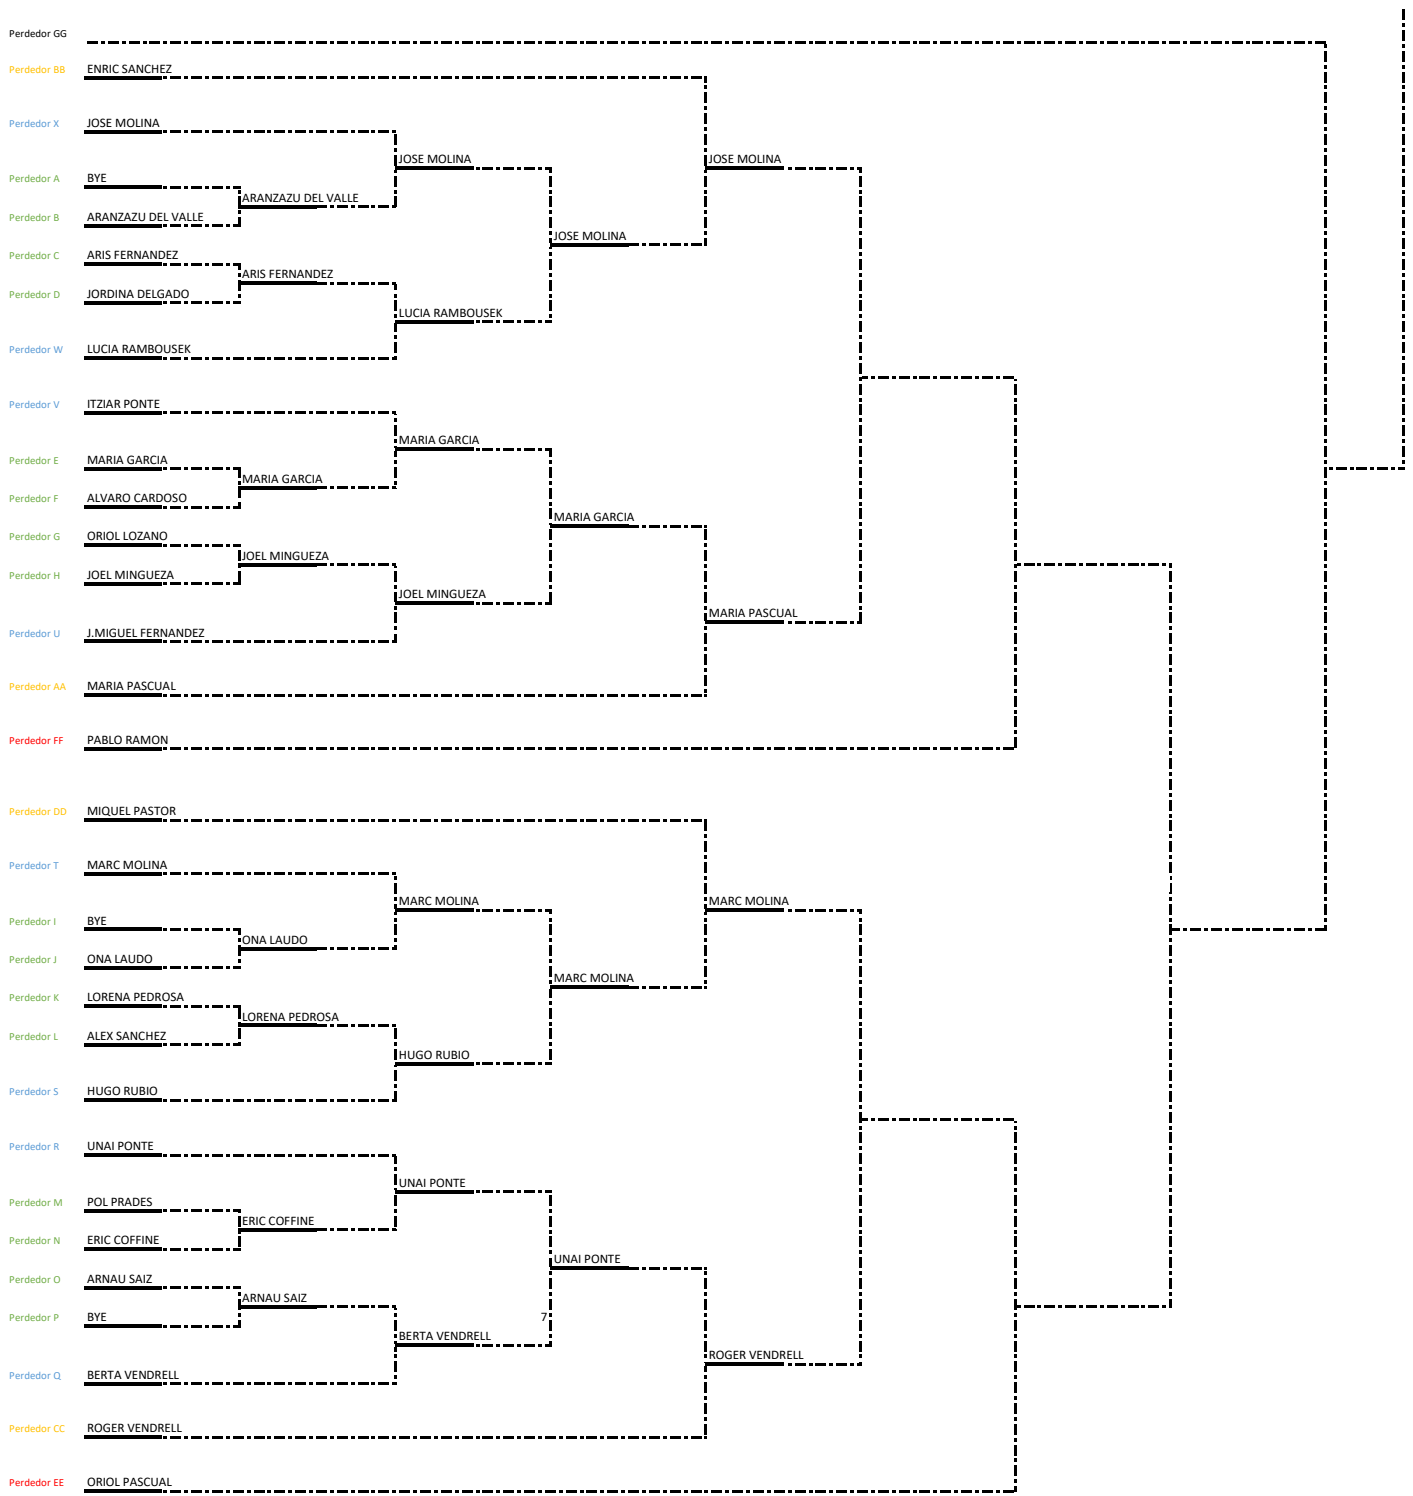 Perdedor GG
Perdedor BB ENRIC SANCHEZ
Perdedor X JOSE MOLINA
JOSE MOLINA JOSE MOLINA
Perdedor A BYE
ARANZAZU DEL VALLE
Perdedor B ARANZAZU DEL VALLE
JOSE MOLINA
Perdedor C ARIS FERNANDEZ
ARIS FERNANDEZ
Perdedor D JORDINA DELGADO
LUCIA RAMBOUSEK
Perdedor W LUCIA RAMBOUSEK
Perdedor V ITZIAR PONTE
MARIA GARCIA
Perdedor E MARIA GARCIA
MARIA GARCIA
Perdedor F ALVARO CARDOSO
MARIA GARCIA
Perdedor G ORIOL LOZANO
JOEL MINGUEZA
Perdedor H JOEL MINGUEZA
JOEL MINGUEZA
MARIA PASCUAL
Perdedor U J.MIGUEL FERNANDEZ
Perdedor AA MARIA PASCUAL
Perdedor FF PABLO RAMON
Perdedor DD MIQUEL PASTOR
Perdedor T MARC MOLINA
MARC MOLINA MARC MOLINA
Perdedor I BYE
ONA LAUDO
Perdedor J ONA LAUDO
MARC MOLINA
Perdedor K LORENA PEDROSA
LORENA PEDROSA
Perdedor L ALEX SANCHEZ
HUGO RUBIO
Perdedor S HUGO RUBIO
Perdedor R UNAI PONTE
UNAI PONTE
Perdedor M POL PRADES
ERIC COFFINE
Perdedor N ERIC COFFINE
UNAI PONTE
Perdedor O ARNAU SAIZ
ARNAU SAIZ
Perdedor P BYE 7
BERTA VENDRELL
ROGER VENDRELL
Perdedor Q BERTA VENDRELL
Perdedor CC ROGER VENDRELL
Perdedor EE ORIOL PASCUAL